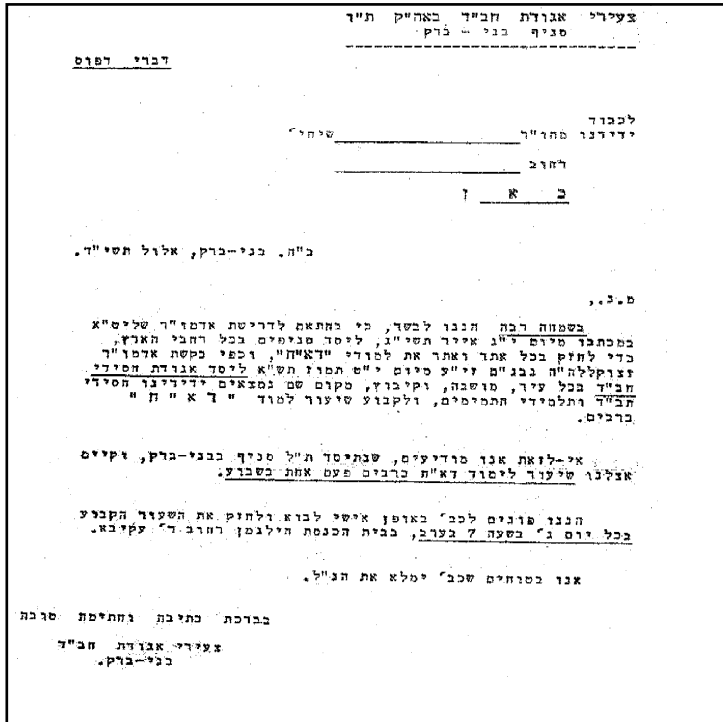 צעירי אגודת חב"ד באה"ק ת"ו
סניף בני - ברק
דברי דפוס
לכבוד
ידידנו מהו"ר שיחי'
רחוב
כ א ן
ב"ה. בני-ברק, אלול תשי"ד.
מ.נ.,
בשמחה רבה הננו לבשר, כי בהתאם לדרישת אדמו"ר שליט"א
במכתבו מיום י"ג אייר תשי"ג, ליסד סניפים בכל רחבי הארץ,
כדי לחזק בכל אתר ואתר את למודי "דא"ח", וכפי בקשת אדמו"ר
זצוקללה"ה נבג"ם זי"ע מיום י"ט תמוז תש"א ליסד אגודת חסידי
חב"ד בכל עיר, מושבה, וקיבוץ, מקום שם נמצאים ידידינו חסידי
חב"ד ותלמידי התמימים, ולקבוע שיעור למוד " ד א " ח "
ברבים.
אי-לזאת אנו מודיעים, שנתיסד ת"ל סניף בבני-ברק, וקיים
אצלנו שיעור לימוד דא"ח ברבים פעם אחת בשבוע.
הננו פונים לכב' באופן אישי לבוא ולחזק את השעור הקבוע
בכל יום ג' בשעה 7 בערב, בבית הכנסת הילגמן רחוב ר' עקיבא.
אנו בטוחים שכב' ימלא את הנ"ל.
בברכת כתיבה וחתימה טובה
צעירי אגודת חב"ד
בני-ברק.